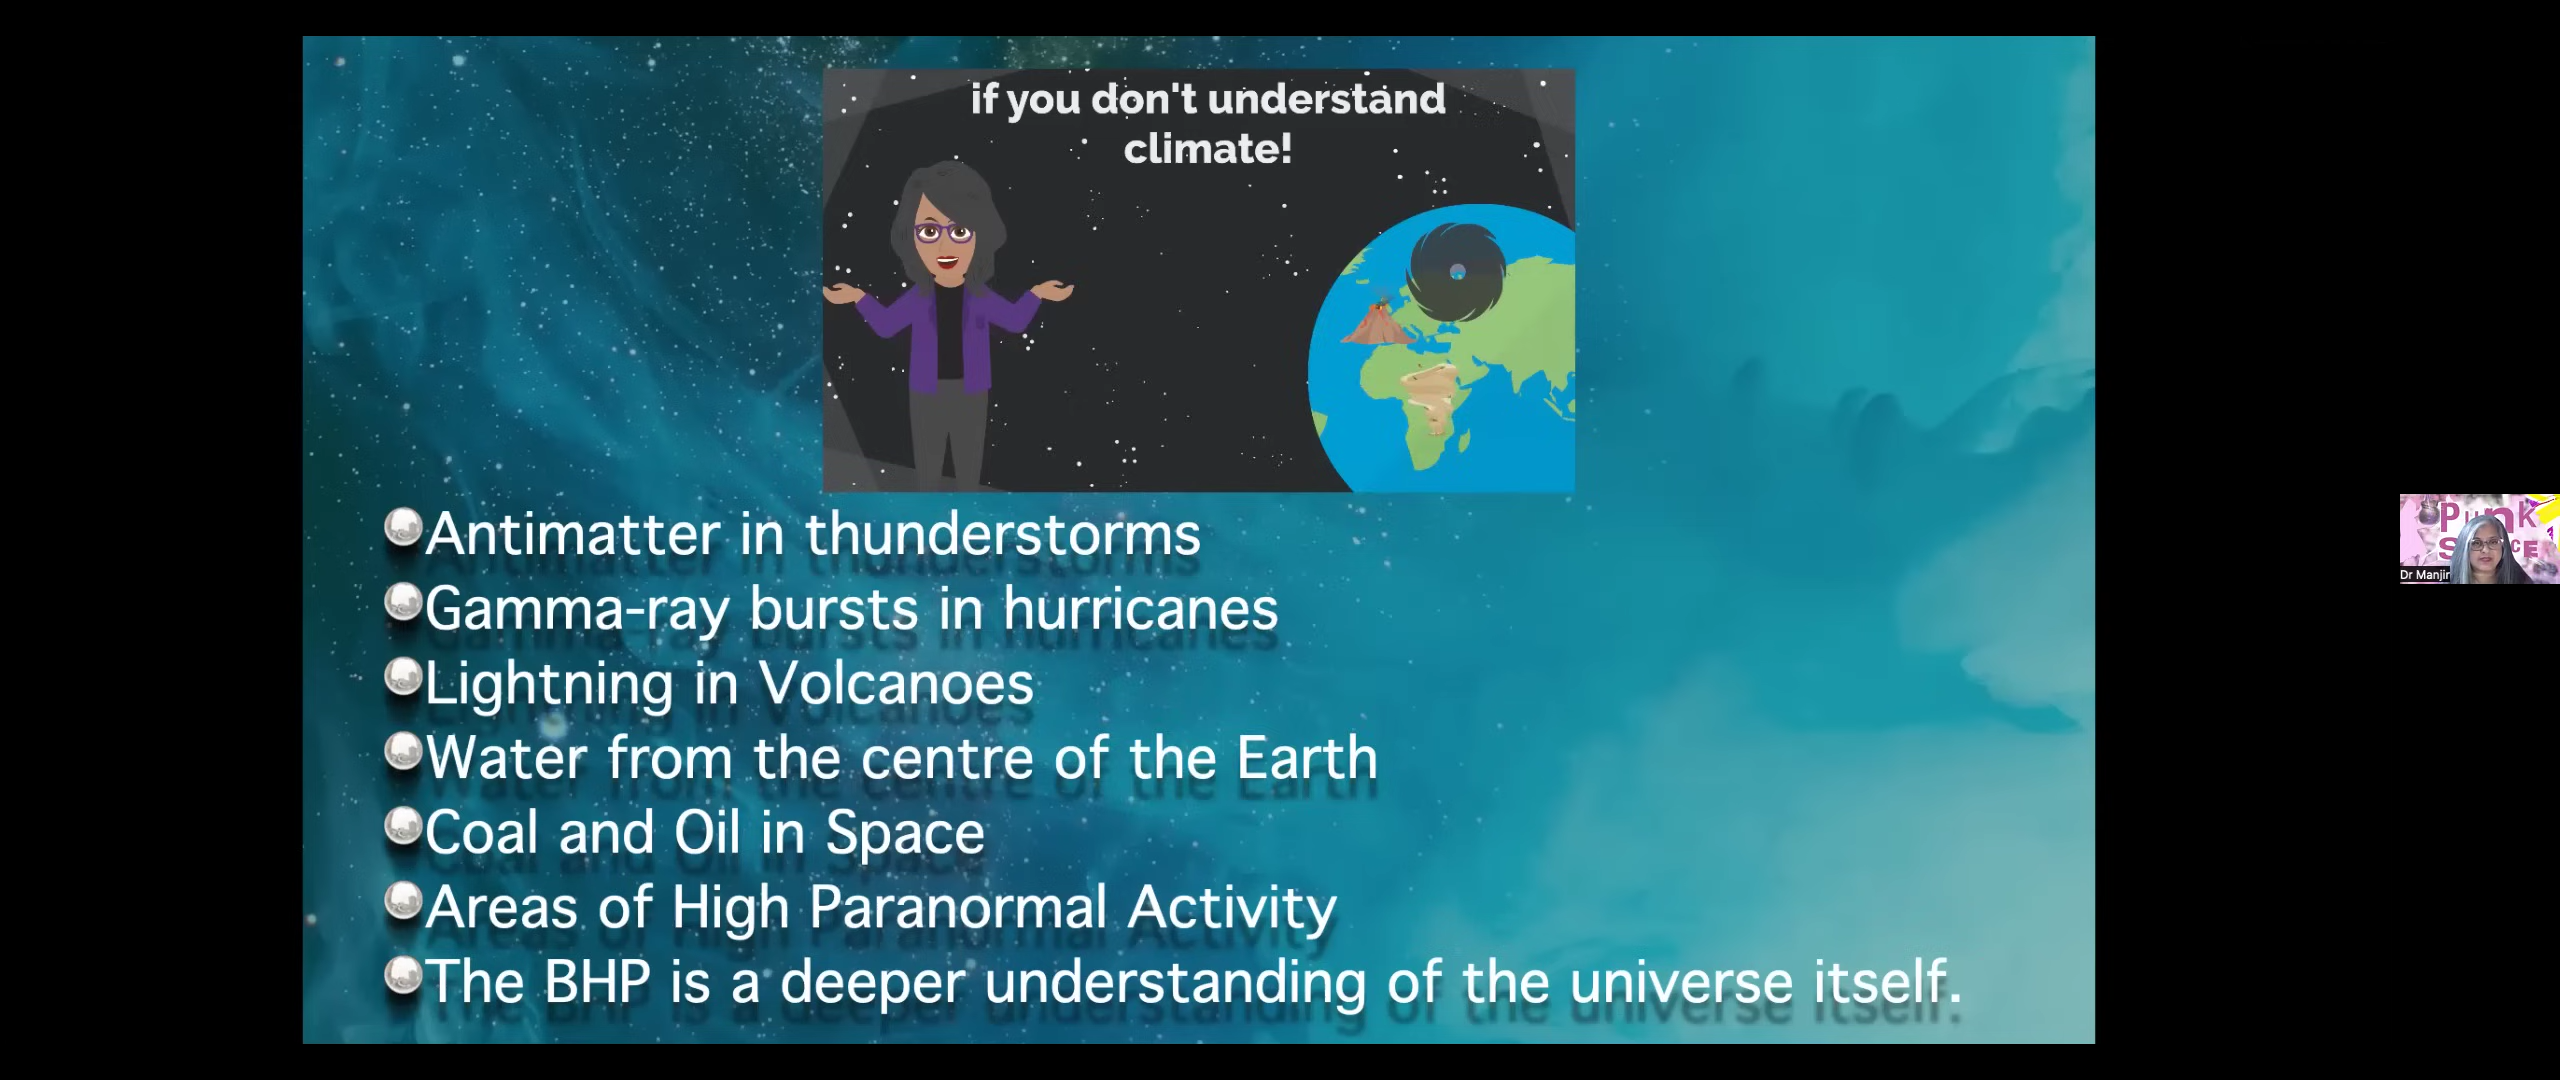 if you don't understand
climate!
Antimatter in thunderstorms
Gamma-ray bursts in hurricanes
Lightning in Volcanoes
Water from the centre of the Earth
Coal and Oil in Space
Areas of High Paranormal Activity
The BHP is a deeper understanding of the universe itself.
Punk
Dr Manjir